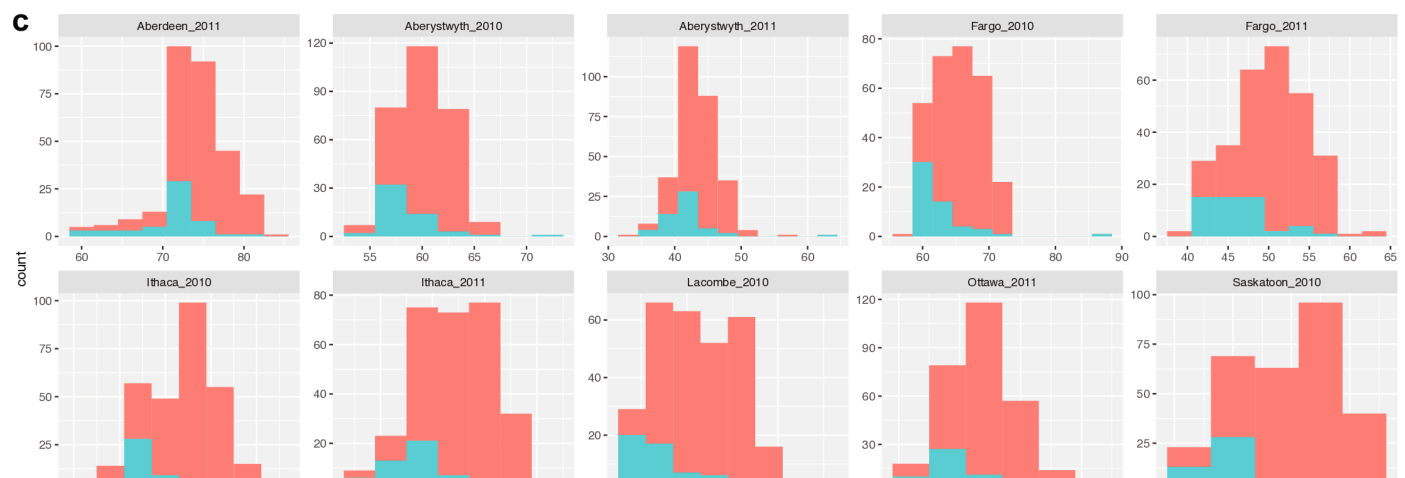 C
Aberdeen_2011 Aberystwyth_2010 Aberystwyth_2011 Fargo_2010 Fargo_2011
100 75 50 25 0
120 90 60 30 0
100 75 50 25 0
80 60 40 20 0
60 40 20 0
60 70 80
55 60 65 70
30 40 50 60
60 70 80 90
40 45 50 55 60 65
count
Ithaca_2010 Ithaca_2011 Lacombe_2010 Ottawa_2011 Saskatoon_2010
100 75 50 25
80 60 40 20
60 40 20
120 90 60 30
100 75 50 25